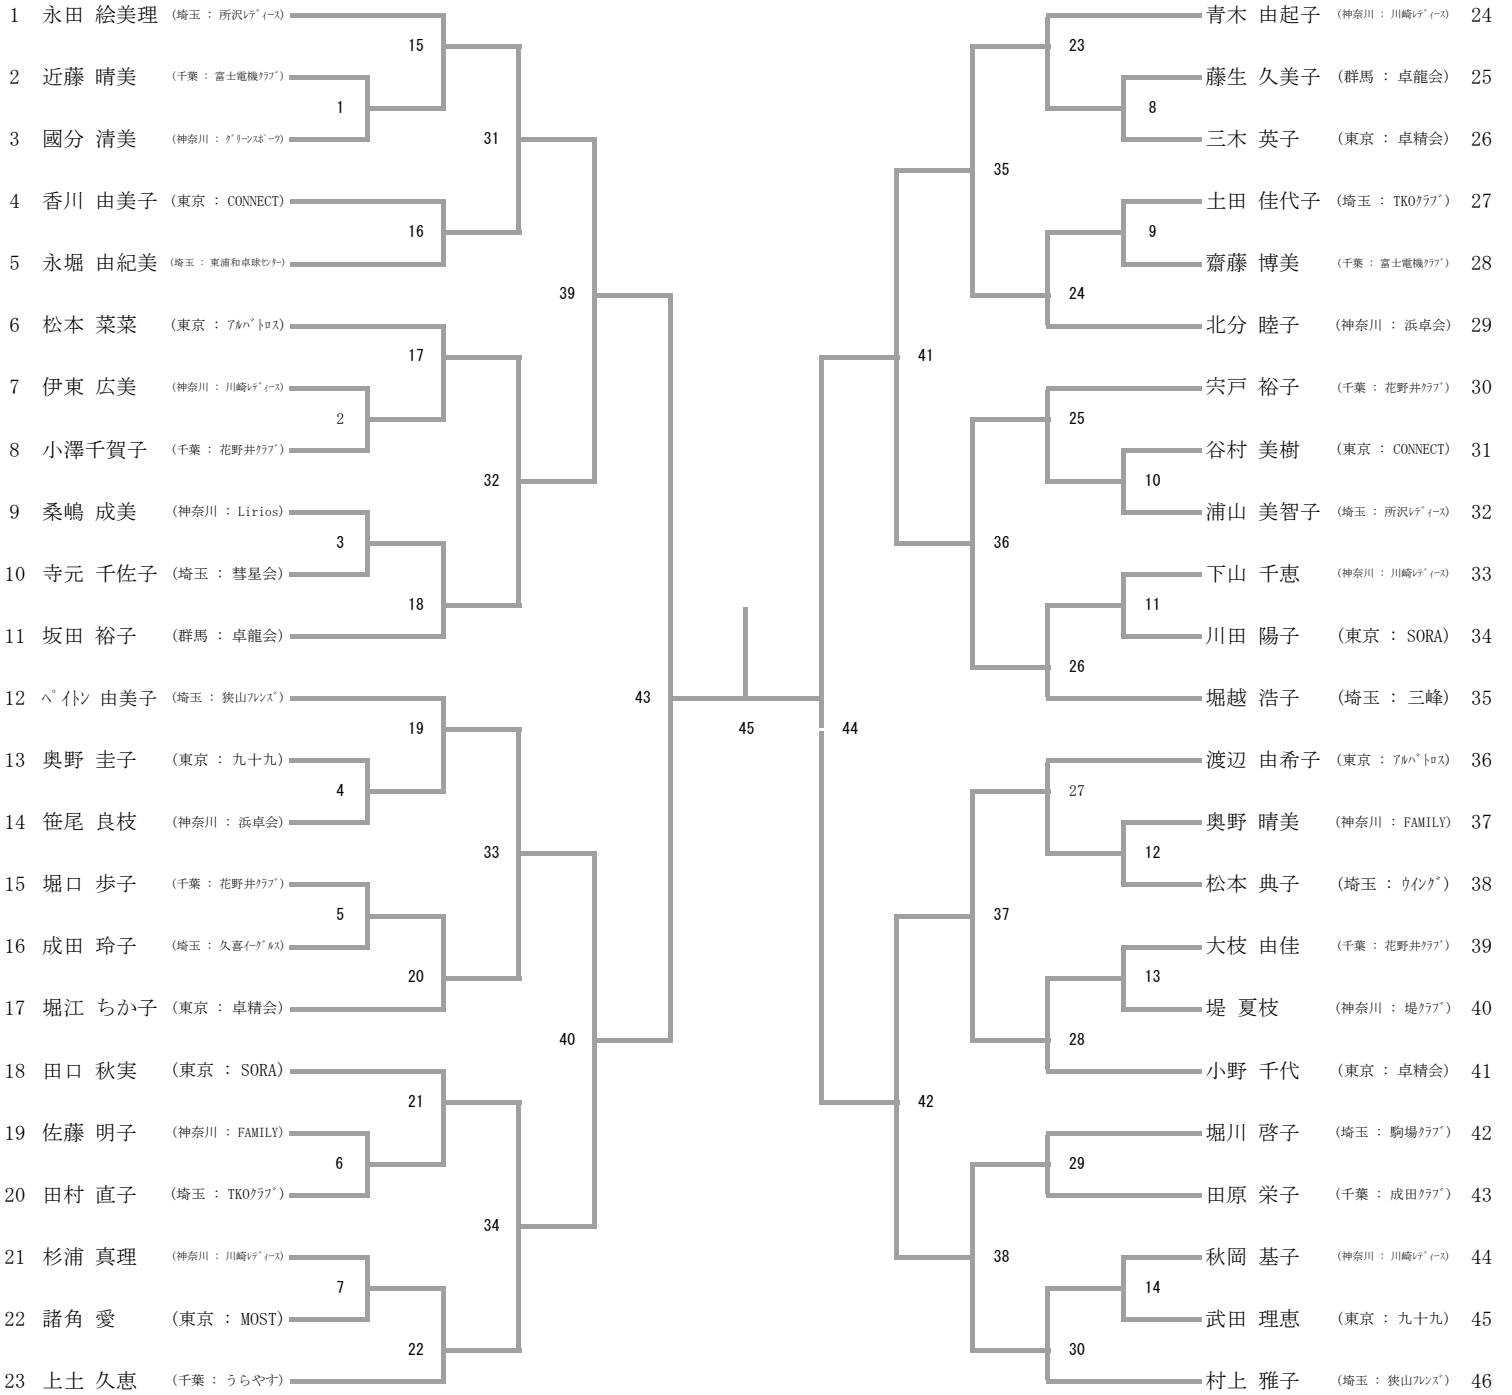 1 永田 絵美理 (埼玉 : 所沢ﾚﾃﾞｨｰｽ)
15
2 近藤 晴美 (千葉 : 富士電機ｸﾗﾌﾞ)
1
3 國分 清美 (神奈川 : ｸﾞﾘｰﾝｽﾎﾟｰﾂ)
31
4 香川 由美子 (東京 : CONNECT)
16
5 永堀 由紀美 (埼玉 : 東浦和卓球ｾﾝﾀｰ)
39
6 松本 菜菜 (東京 : ｱﾙﾊﾞﾄﾛｽ)
17
7 伊東 広美 (神奈川 : 川崎ﾚﾃﾞｨｰｽ)
2
8 小澤千賀子 (千葉 : 花野井ｸﾗﾌﾞ)
32
9 桑嶋 成美 (神奈川 : Lirios)
3
10 寺元 千佐子 (埼玉 : 彗星会)
18
11 坂田 裕子 (群馬 : 卓龍会)
43
12 ﾍﾟｲﾄﾝ 由美子 (埼玉 : 狭山ﾌﾚﾝｽﾞ)
19
13 奥野 圭子 (東京 : 九十九)
4
14 笹尾 良枝 (神奈川 : 浜卓会)
33
15 堀口 歩子 (千葉 : 花野井ｸﾗﾌﾞ)
5
16 成田 玲子 (埼玉 : 久喜ｲｰｸﾞﾙｽ)
20
17 堀江 ちか子 (東京 : 卓精会)
40
18 田口 秋実 (東京 : SORA)
21
19 佐藤 明子 (神奈川 : FAMILY)
6
20 田村 直子 (埼玉 : TKOｸﾗﾌﾞ)
34
21 杉浦 真理 (神奈川 : 川崎ﾚﾃﾞｨｰｽ)
7
22 諸角 愛 (東京 : MOST)
22
23 上土 久恵 (千葉 : うらやす)
45
青木 由起子 (神奈川 : 川崎ﾚﾃﾞｨｰｽ) 24
23
藤生 久美子 (群馬 : 卓龍会) 25
8
三木 英子 (東京 : 卓精会) 26
35
土田 佳代子 (埼玉 : TKOｸﾗﾌﾞ) 27
9
齋藤 博美 (千葉 : 富士電機ｸﾗﾌﾞ) 28
24
北分 睦子 (神奈川 : 浜卓会) 29
41
宍戸 裕子 (千葉 : 花野井ｸﾗﾌﾞ) 30
25
谷村 美樹 (東京 : CONNECT) 31
10
浦山 美智子 (埼玉 : 所沢ﾚﾃﾞｨｰｽ) 32
36
下山 千恵 (神奈川 : 川崎ﾚﾃﾞｨｰｽ) 33
11
川田 陽子 (東京 : SORA) 34
26
堀越 浩子 (埼玉 : 三峰) 35
44
渡辺 由希子 (東京 : ｱﾙﾊﾞﾄﾛｽ) 36
27
奥野 晴美 (神奈川 : FAMILY) 37
12
松本 典子 (埼玉 : ｳｲﾝｸﾞ) 38
37
大枝 由佳 (千葉 : 花野井ｸﾗﾌﾞ) 39
13
堤 夏枝 (神奈川 : 堤ｸﾗﾌﾞ) 40
28
小野 千代 (東京 : 卓精会) 41
42
堀川 啓子 (埼玉 : 駒場ｸﾗﾌﾞ) 42
29
田原 栄子 (千葉 : 成田ｸﾗﾌﾞ) 43
38
秋岡 基子 (神奈川 : 川崎ﾚﾃﾞｨｰｽ) 44
14
武田 理恵 (東京 : 九十九) 45
30
村上 雅子 (埼玉 : 狭山ﾌﾚﾝｽﾞ) 46